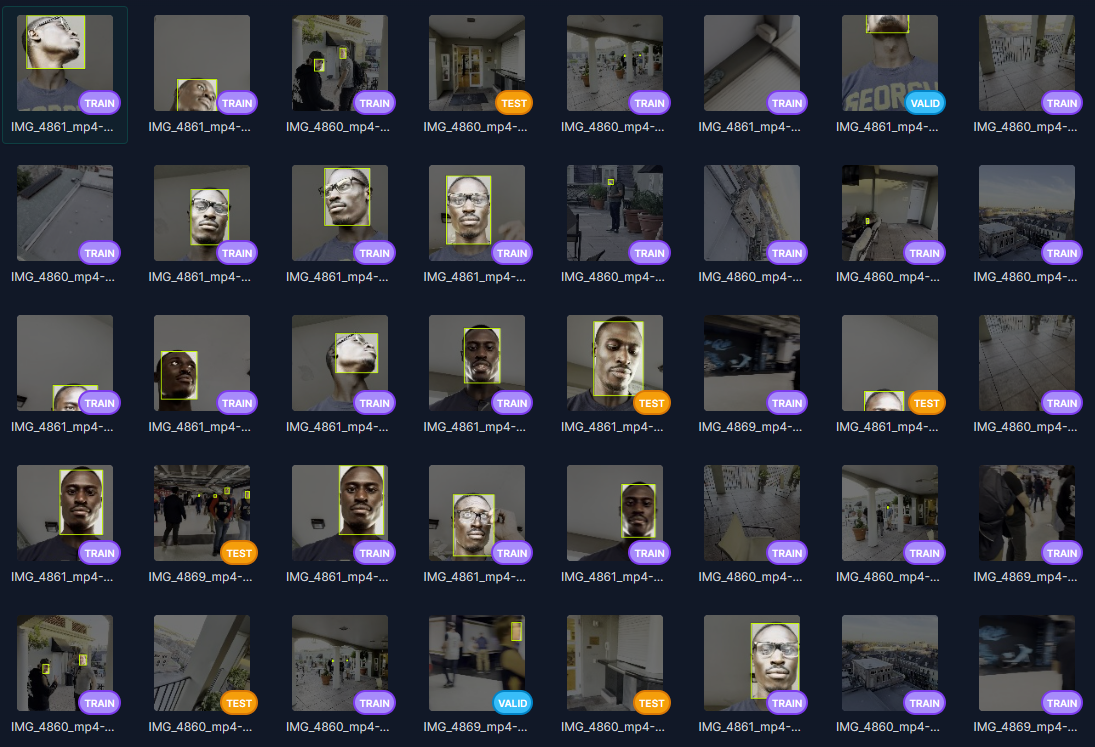 TRAIN TRAIN TRAIN TEST TRAIN TRAIN GEORG VALID TRAIN
IMG_4861_mp4-... IMG_4861_mp4-... IMG_4860_mp4-... IMG_4860_mp4-... IMG_4860_mp4-... IMG_4861_mp4-... IMG_4861_mp4-... IMG_4860_mp4-...
TRAIN TRAIN TRAIN TRAIN TRAIN TRAIN TRAIN TRAIN
IMG_4860_mp4-... IMG_4861_mp4-... IMG_4861_mp4-... IMG_4861_mp4-... IMG_4860_mp4-... IMG_4860_mp4-... IMG_4860_mp4-... IMG_4860_mp4-...
TRAIN TRAIN TRAIN TRAIN TEST TRAIN TEST TRAIN
IMG_4861_mp4-... IMG_4861_mp4-... IMG_4861_mp4-... IMG_4861_mp4-... IMG_4861_mp4-... IMG_4869_mp4-... IMG_4861_mp4-... IMG_4860_mp4-...
TRAIN TEST TRAIN TRAIN TRAIN TRAIN TRAIN TRAIN
IMG_4861_mp4-... IMG_4869_mp4-... IMG_4861_mp4-... IMG_4861_mp4-... IMG_4861_mp4-... IMG_4860_mp4-... IMG_4860_mp4-... IMG_4869_mp4-...
TRAIN TEST TRAIN VALID TEST TRAIN TRAIN TRAIN
IMG_4860_mp4-... IMG_4860_mp4-... IMG_4860_mp4-... IMG_4869_mp4-... IMG_4860_mp4-... IMG_4861_mp4-... IMG_4860_mp4-... IMG_4869_mp4-...